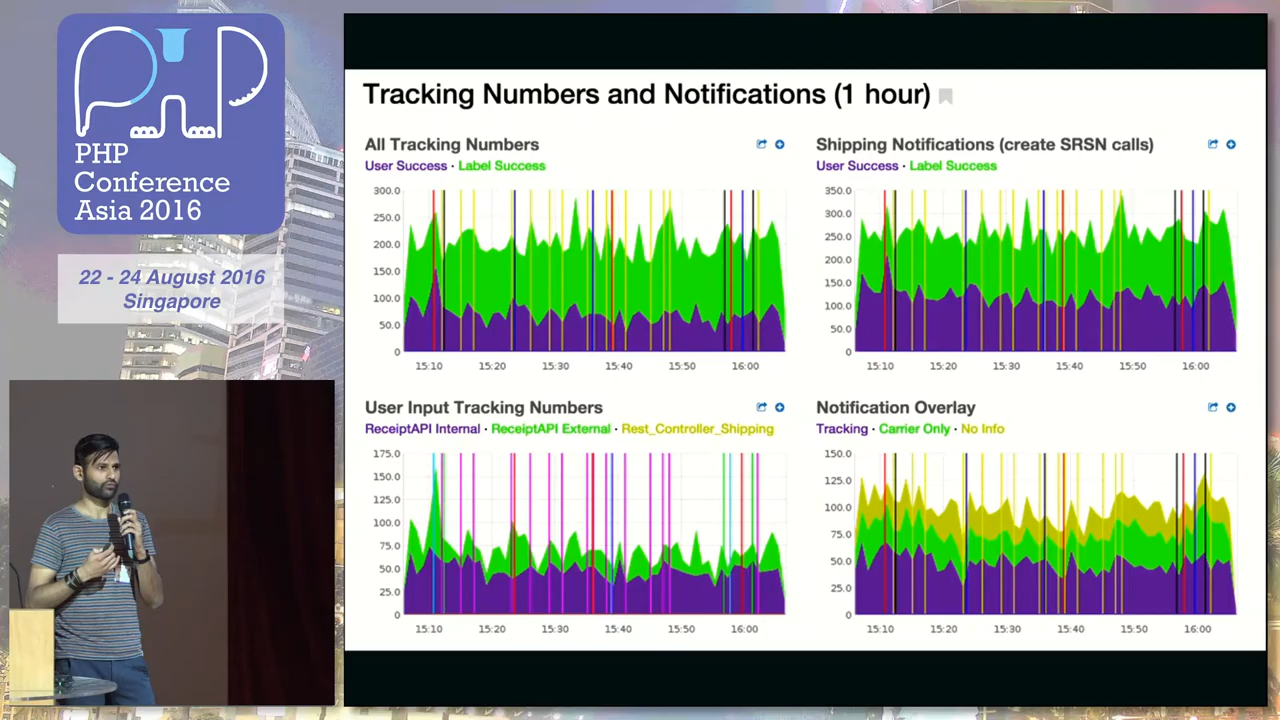 PHP
PHP
Conference
Asia 2016
22 - 24 August 2016
Singapore
Tracking Numbers and Notifications (1 hour)
All Tracking Numbers
User Success · Label Success
300.0
250.0
200.0
150.0
100.0
50.0
0
15:10 15:20 15:30 15:40 15:50 16:00
Shipping Notifications (create SRSN calls)
User Success · Label Success
350.0
300.0
250.0
200.0
150.0
100.0
50.0
0
15:10 15:20 15:30 15:40 15:50 16:00
User Input Tracking Numbers
ReceiptAPI Internal · ReceiptAPI External · Rest_Controller_Shipping
175.0
150.0
125.0
100.0
75.0
50.0
25.0
0
15:10 15:20 15:30 15:40 15:50 16:00
Notification Overlay
Tracking · Carrier Only · No Info
150.0
125.0
100.0
75.0
50.0
25.0
0
15:10 15:20 15:30 15:40 15:50 16:00